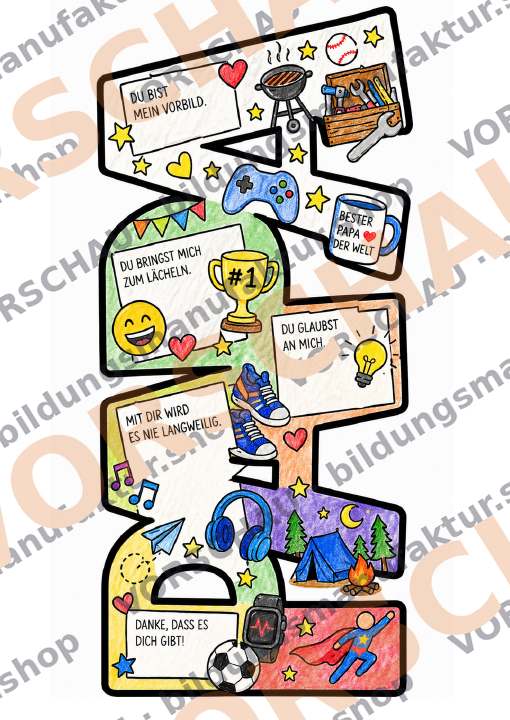 DU BIST
MEIN VORBILD.
BESTER
PAPA
DER WELT
DU BRINGST MICH
ZUM LÄCHELN.
#1
DU GLAUBST
AN MICH.
MIT DIR WIRD
ES NIE LANGWEILIG.
DANKE, DASS ES
DICH GIBT!
VORSCHAU
bildungsmanufaktur.shop